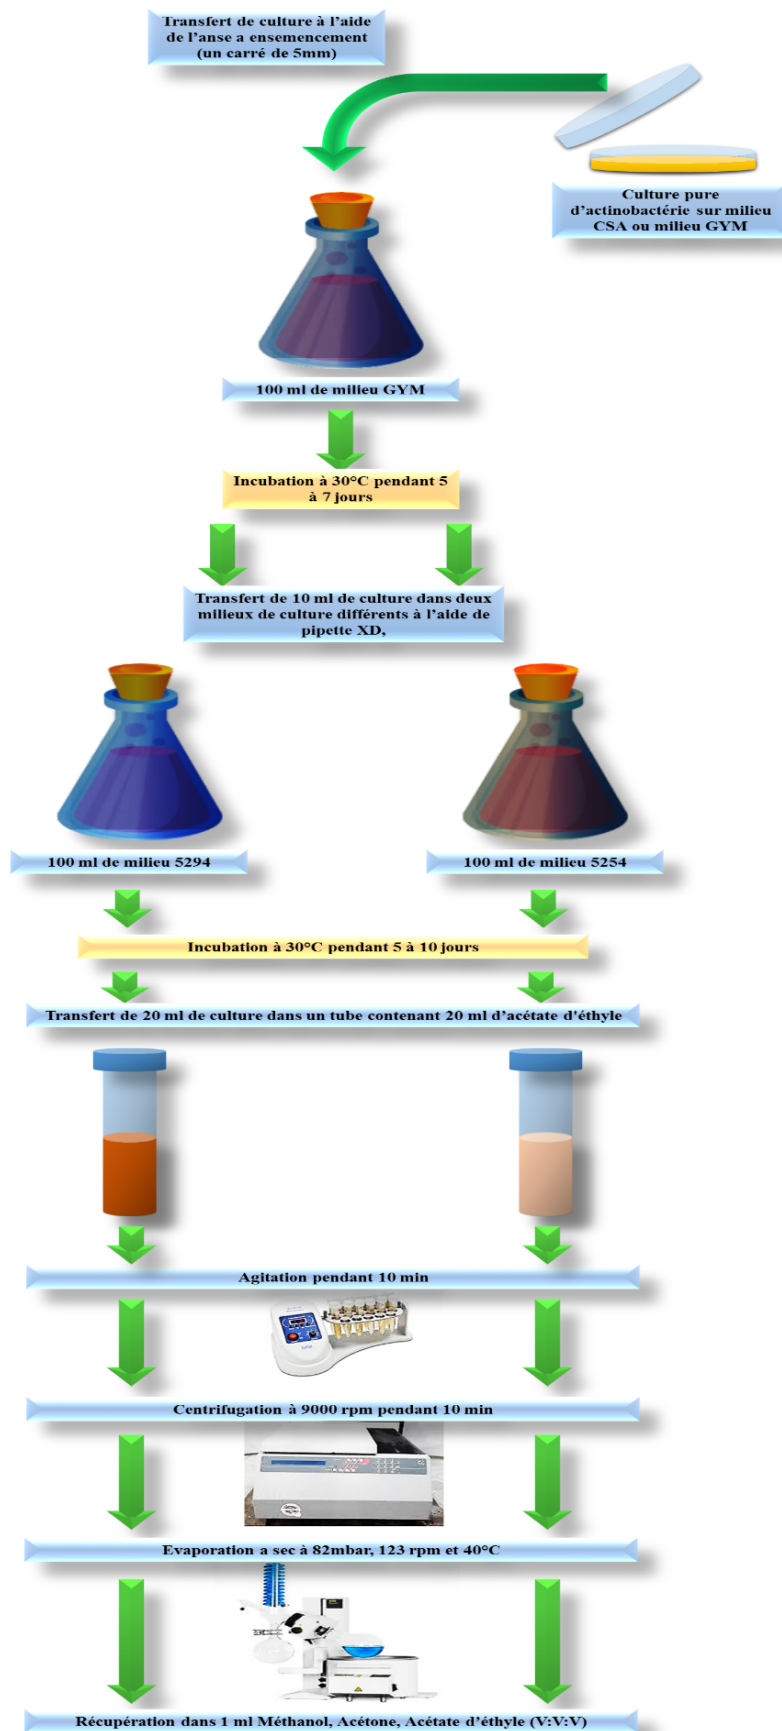 Transfert de culture à l'aide
de l'anse a ensemencement
(un carré de 5mm)
Culture pure
d'actinobactérie sur milieu
CSA ou milieu GYM
100 ml de milieu GYM
Incubation à 30°C pendant 5
à 7 jours
Transfert de 10 ml de culture dans deux
milieux de culture différents à l'aide de
pipette XD,
100 ml de milieu 5294
100 ml de milieu 5254
Incubation à 30°C pendant 5 à 10 jours
Transfert de 20 ml de culture dans un tube contenant 20 ml d'acétate d'éthyle
Agitation pendant 10 min
Centrifugation à 9000 rpm pendant 10 min
Evaporation a sec à 82mbar, 123 rpm et 40°C
Récupération dans 1 ml Méthanol, Acétone, Acétate d'éthyle (V:V:V)